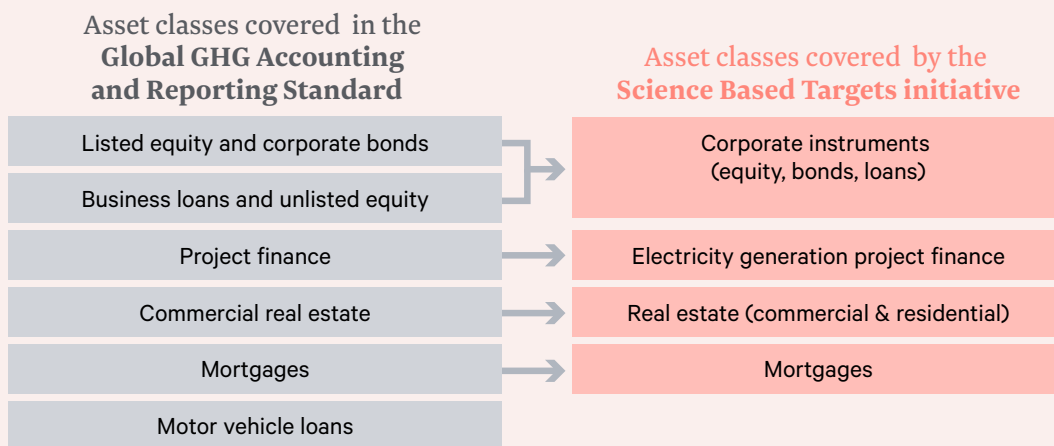 Asset classes covered in the
Global GHG Accounting
and Reporting Standard
Asset classes covered by the
Science Based Targets initiative
Listed equity and corporate bonds
Business loans and unlisted equity
Corporate instruments
(equity, bonds, loans)
Project finance
Electricity generation project finance
Commercial real estate
Real estate (commercial & residential)
Mortgages
Mortgages
Motor vehicle loans